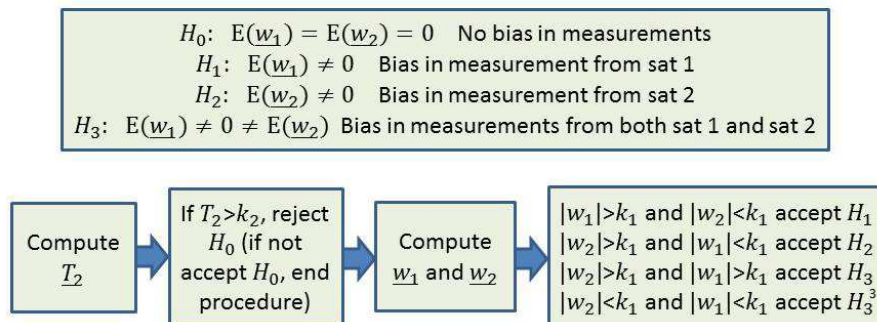 H₀: E(w₁) = E(w₂) = 0 No bias in measurements
H₁: E(w₁) ≠ 0 Bias in measurement from sat 1
H₂: E(w₂) ≠ 0 Bias in measurement from sat 2
H₃: E(w₁) ≠ 0 ≠ E(w₂) Bias in measurements from both sat 1 and sat 2
Compute
T₂
If T₂>k₂, reject
H₀ (if not
accept H₀, end
procedure)
Compute
w₁ and w₂
|w₁|>k₁ and |w₂|<k₁ accept H₁
|w₂|>k₁ and |w₁|<k₁ accept H₂
|w₂|>k₁ and |w₁|>k₁ accept H₃
|w₂|<k₁ and |w₁|<k₁ accept H₃³